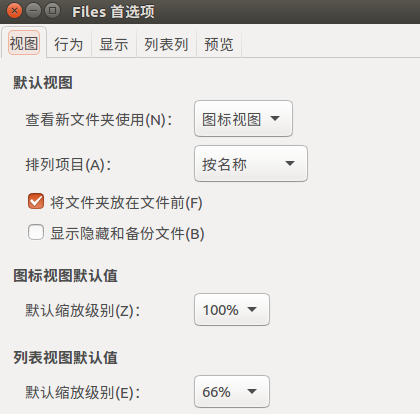 Files 首选项
视图 行为 显示 列表列 预览
默认视图
查看新文件夹使用(N)： 图标视图
排列项目(A)： 按名称
将文件夹放在文件前(F)
显示隐藏和备份文件(B)
图标视图默认值
默认缩放级别(Z)： 100%
列表视图默认值
默认缩放级别(E)： 66%